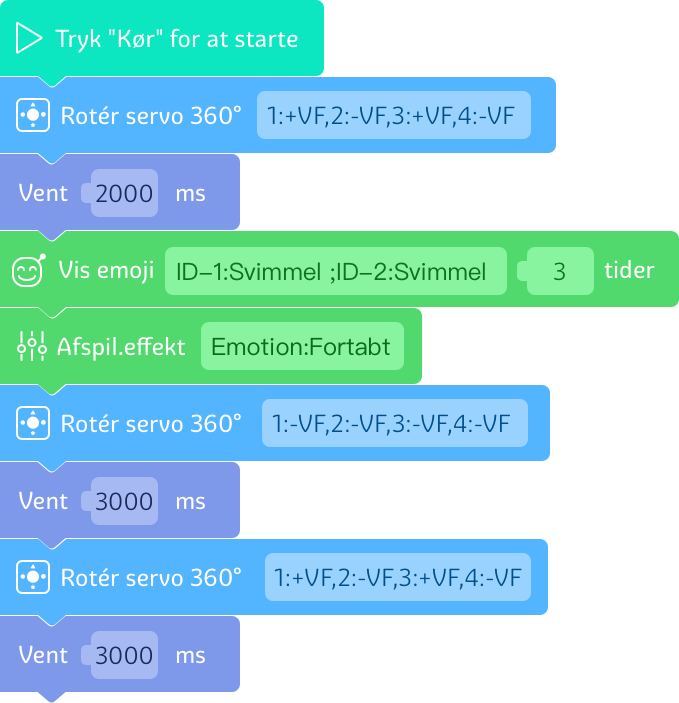 Tryk "Kør" for at starte
Rotér servo 360° 1:+VF,2:-VF,3:+VF,4:-VF
Vent 2000 ms
Vis emoji ID-1:Svimmel ;ID-2:Svimmel 3 tider
Afspil.effekt Emotion:Fortabt
Rotér servo 360° 1:-VF,2:-VF,3:-VF,4:-VF
Vent 3000 ms
Rotér servo 360° 1:+VF,2:-VF,3:+VF,4:-VF
Vent 3000 ms